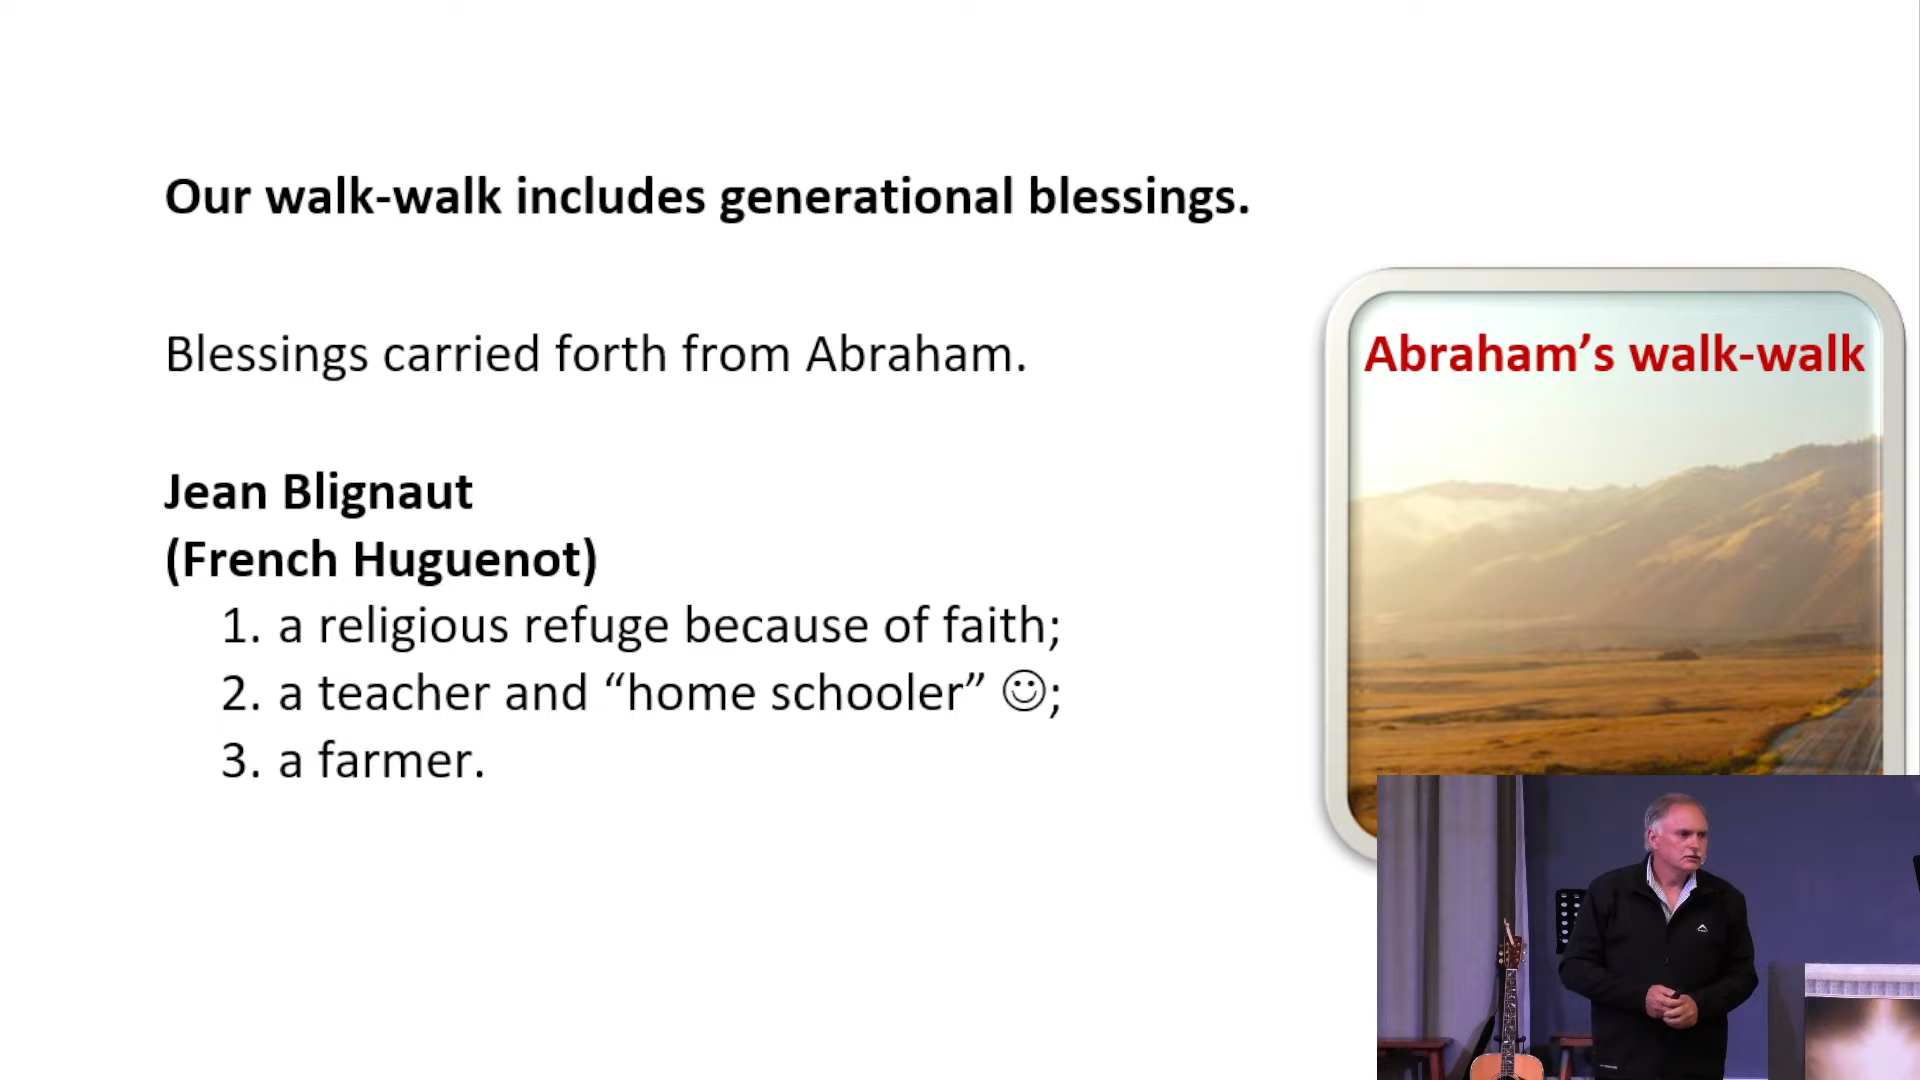 Our walk-walk includes generational blessings.
Blessings carried forth from Abraham.
Abraham’s walk-walk
Jean Blignaut
(French Huguenot)
1. a religious refuge because of faith;
2. a teacher and “home schooler” ☺;
3. a farmer.